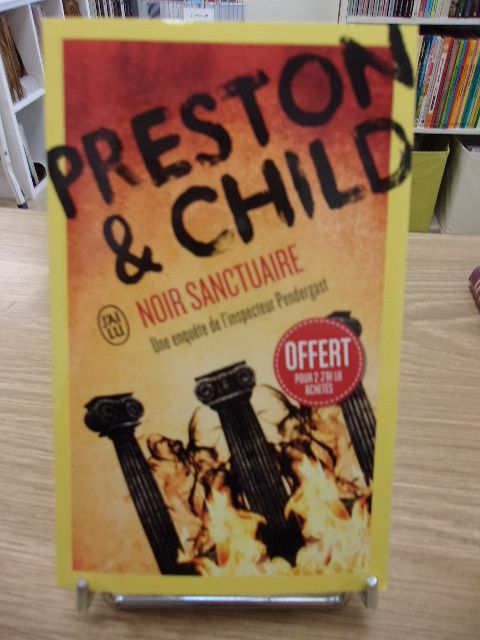 PRESTON
& CHILD
NOIR SANCTUAIRE
Une enquête de l'inspecteur Pendergast
J'AI
LU
OFFERT
POUR 2 J'AI LU
ACHETÉS